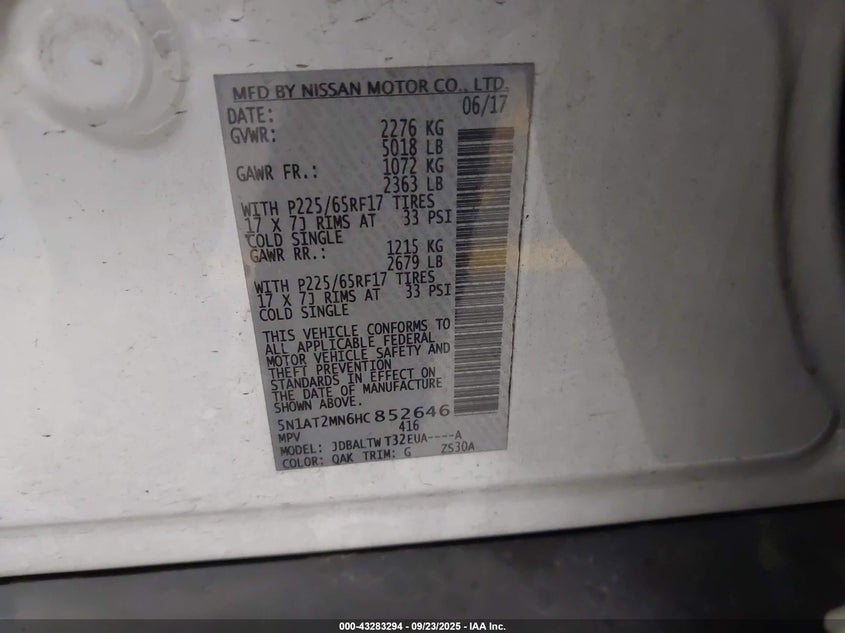 MFD BY NISSAN MOTOR CO., LTD.
DATE: 06/17
GVWR: 2276 KG
5018 LB
GAWR FR.: 1072 KG
2363 LB
WITH P225/65RF17 TIRES
17 X 7J RIMS AT 33 PSI
COLD SINGLE
GAWR RR.: 1215 KG
2679 LB
WITH P225/65RF17 TIRES
17 X 7J RIMS AT 33 PSI
COLD SINGLE
THIS VEHICLE CONFORMS TO
ALL APPLICABLE FEDERAL
MOTOR VEHICLE SAFETY AND
THEFT PREVENTION
STANDARDS IN EFFECT ON
THE DATE OF MANUFACTURE
SHOWN ABOVE.
5N1AT2MN6HC852646
MPV 416
MODEL: JDBALTW T32EUA----A
COLOR: QAK TRIM: G ZS30A
000-43283294 - 09/23/2025 - IAA Inc.